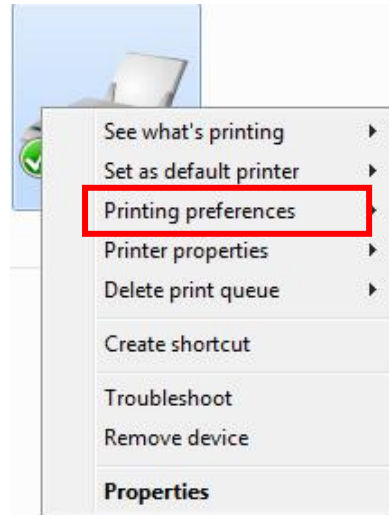 See what's printing
Set as default printer
Printing preferences
Printer properties
Delete print queue
Create shortcut
Troubleshoot
Remove device
Properties